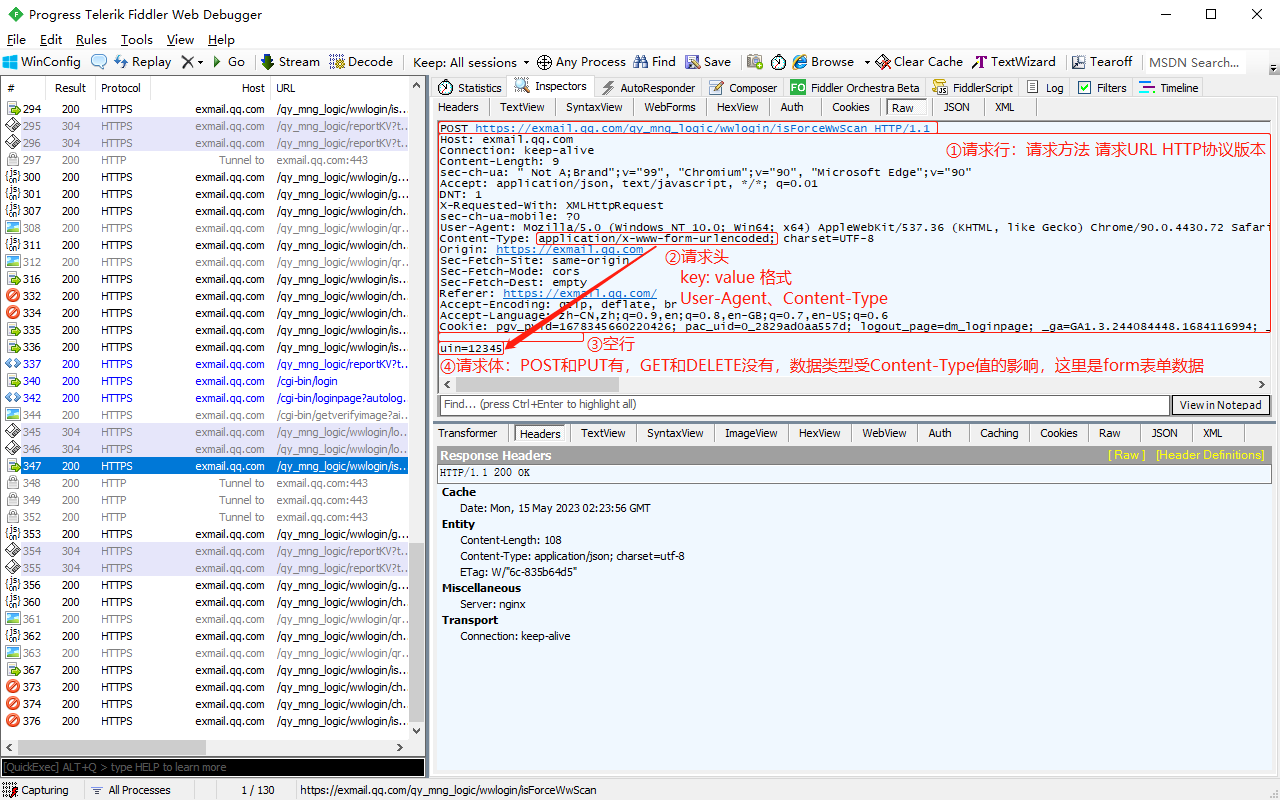 Progress Telerik Fiddler Web Debugger
File Edit Rules Tools View Help
WinConfig Replay Go Stream Decode Keep: All sessions Any Process Find Save Browse Clear Cache TextWizard Tearoff MSDN Search...
# Result Protocol Host URL
294 200 HTTPS exmail.qq.com /qy_mng_logic/wwlogin/is...
295 304 HTTPS exmail.qq.com /qy_mng_logic/reportKV?t...
296 304 HTTPS exmail.qq.com /qy_mng_logic/reportKV?t...
297 200 HTTP Tunnel to exmail.qq.com:443
300 200 HTTPS exmail.qq.com /qy_mng_logic/wwlogin/g...
301 200 HTTPS exmail.qq.com /qy_mng_logic/wwlogin/g...
307 200 HTTPS exmail.qq.com /qy_mng_logic/wwlogin/ch...
308 200 HTTPS exmail.qq.com /qy_mng_logic/wwlogin/qr...
311 200 HTTPS exmail.qq.com /qy_mng_logic/wwlogin/ch...
312 200 HTTPS exmail.qq.com /qy_mng_logic/wwlogin/qr...
316 200 HTTPS exmail.qq.com /qy_mng_logic/wwlogin/is...
332 200 HTTPS exmail.qq.com /qy_mng_logic/wwlogin/ch...
334 200 HTTPS exmail.qq.com /qy_mng_logic/wwlogin/ch...
335 200 HTTPS exmail.qq.com /qy_mng_logic/wwlogin/is...
336 200 HTTPS exmail.qq.com /qy_mng_logic/wwlogin/is...
337 200 HTTPS exmail.qq.com /qy_mng_logic/reportKV?t...
340 200 HTTPS exmail.qq.com /cgi-bin/login
342 200 HTTPS exmail.qq.com /cgi-bin/loginpage?autolog...
344 200 HTTPS exmail.qq.com /cgi-bin/getverifyimage?ai...
345 304 HTTPS exmail.qq.com /qy_mng_logic/wwlogin/lo...
346 304 HTTPS exmail.qq.com /qy_mng_logic/wwlogin/lo...
347 200 HTTPS exmail.qq.com /qy_mng_logic/wwlogin/is...
348 200 HTTP Tunnel to exmail.qq.com:443
349 200 HTTP Tunnel to exmail.qq.com:443
352 200 HTTP Tunnel to exmail.qq.com:443
353 200 HTTPS exmail.qq.com /qy_mng_logic/wwlogin/g...
354 304 HTTPS exmail.qq.com /qy_mng_logic/reportKV?t...
355 304 HTTPS exmail.qq.com /qy_mng_logic/reportKV?t...
356 200 HTTPS exmail.qq.com /qy_mng_logic/wwlogin/g...
360 200 HTTPS exmail.qq.com /qy_mng_logic/wwlogin/ch...
361 200 HTTPS exmail.qq.com /qy_mng_logic/wwlogin/qr...
362 200 HTTPS exmail.qq.com /qy_mng_logic/wwlogin/ch...
363 200 HTTPS exmail.qq.com /qy_mng_logic/wwlogin/qr...
367 200 HTTPS exmail.qq.com /qy_mng_logic/wwlogin/is...
373 200 HTTPS exmail.qq.com /qy_mng_logic/wwlogin/ch...
374 200 HTTPS exmail.qq.com /qy_mng_logic/wwlogin/ch...
376 200 HTTPS exmail.qq.com /qy_mng_logic/wwlogin/is...
[QuickExec] ALT+Q > type HELP to learn more
Statistics Inspectors AutoResponder Composer FO Fiddler Orchestra Beta FiddlerScript Log Filters Timeline
Headers TextView SyntaxView WebForms HexView Auth Cookies Raw JSON XML
POST https://exmail.qq.com/qy_mng_logic/wwlogin/isForceWwScan HTTP/1.1
Host: exmail.qq.com
Connection: keep-alive
①请求行：请求方法 请求URL HTTP协议版本
Content-Length: 9
sec-ch-ua: " Not A;Brand";v="99", "Chromium";v="90", "Microsoft Edge";v="90"
Accept: application/json, text/javascript, */*; q=0.01
DNT: 1
X-Requested-With: XMLHttpRequest
sec-ch-ua-mobile: ?0
User-Agent: Mozilla/5.0 (Windows NT 10.0; Win64; x64) AppleWebKit/537.36 (KHTML, like Gecko) Chrome/90.0.4430.72 Safari
Content-Type: application/x-www-form-urlencoded; charset=UTF-8
Origin: https://exmail.qq.com
Sec-Fetch-Site: same-origin
②请求头
Sec-Fetch-Mode: cors
key: value 格式
Sec-Fetch-Dest: empty
Referer: https://exmail.qq.com/
User-Agent、Content-Type
Accept-Encoding: gzip, deflate, br
Accept-Language: zh-CN,zh;q=0.9,en;q=0.8,en-GB;q=0.7,en-US;q=0.6
Cookie: pgv_pvid=1678345660220426; pac_uid=0_2829ad0aa557d; logout_page=dm_loginpage; _ga=GA1.3.244084448.1684116994; _
③空行
uin=12345
④请求体：POST和PUT有，GET和DELETE没有，数据类型受Content-Type值的影响，这里是form表单数据
Find... (press Ctrl+Enter to highlight all) View in Notepad
Transformer Headers TextView SyntaxView ImageView HexView WebView Auth Caching Cookies Raw JSON XML
Response Headers [Raw] [Header Definitions]
HTTP/1.1 200 OK
Cache
Date: Mon, 15 May 2023 02:23:56 GMT
Entity
Content-Length: 108
Content-Type: application/json; charset=utf-8
ETag: W/"6c-835b64d5"
Miscellaneous
Server: nginx
Transport
Connection: keep-alive
Capturing All Processes 1 / 130 https://exmail.qq.com/qy_mng_logic/wwlogin/isForceWwScan